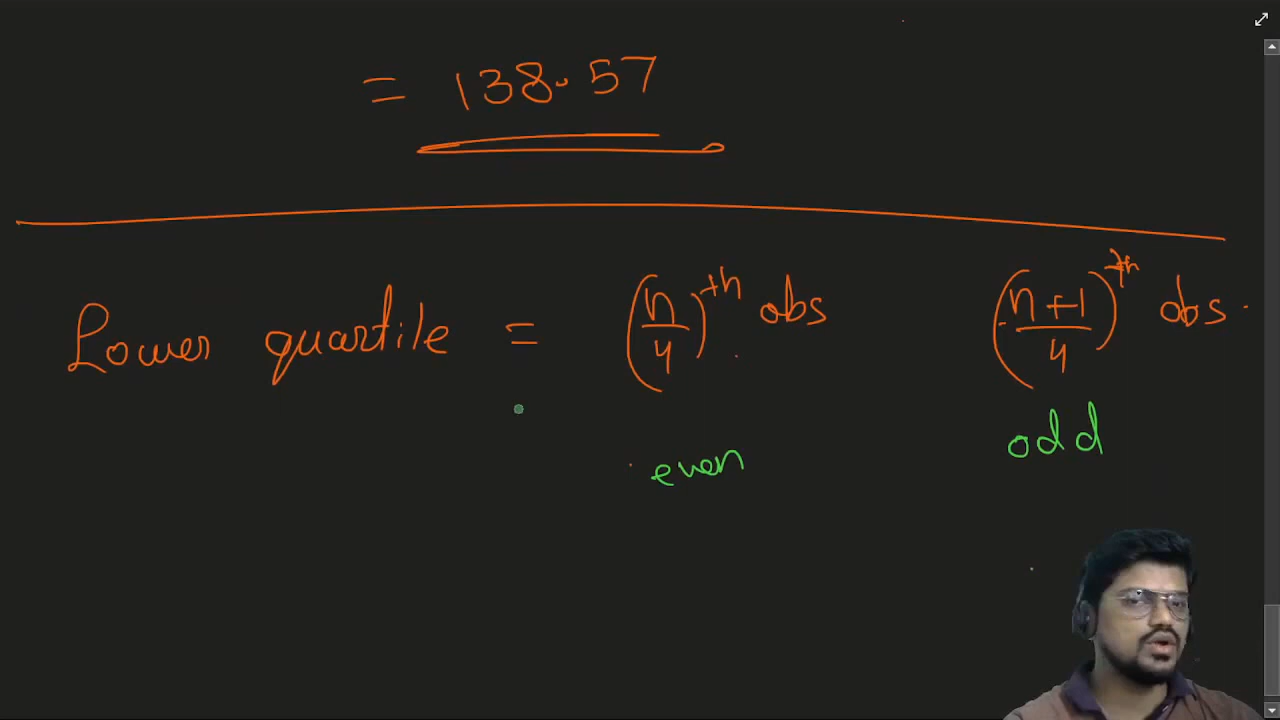 = 138.57
Lower quartile = (n/4)^th obs (n+1/4)^th obs.
even odd